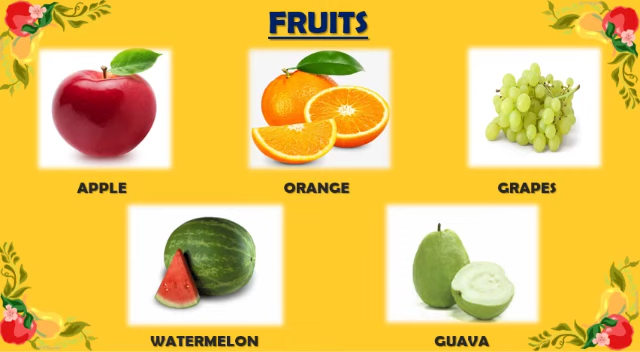 FRUITS
APPLE
ORANGE
GRAPES
WATERMELON
GUAVA